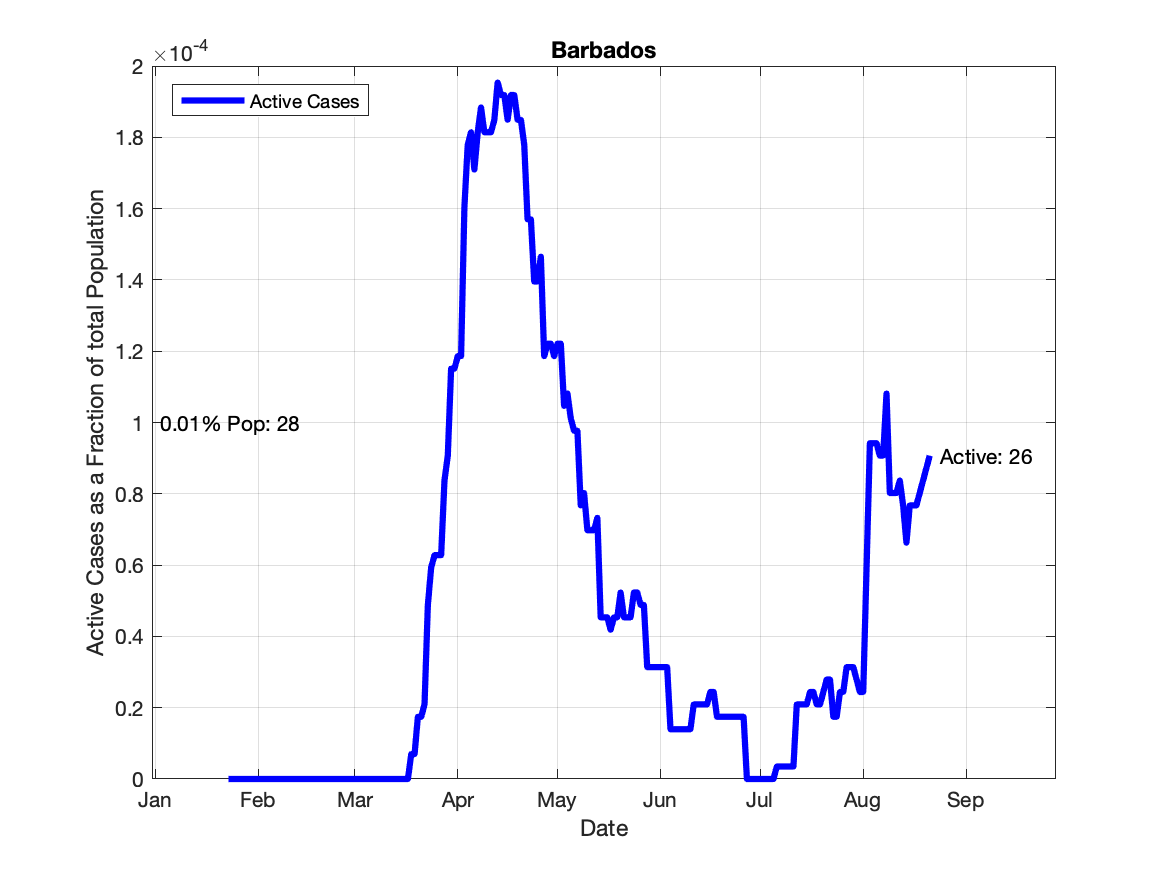 Barbados
×10-4
Active Cases
2
1.8
1.6
1.4
1.2
1
0.8
0.6
0.4
0.2
0
Active Cases as a Fraction of total Population
0.01% Pop: 28
Active: 26
Jan Feb Mar Apr May Jun Jul Aug Sep
Date